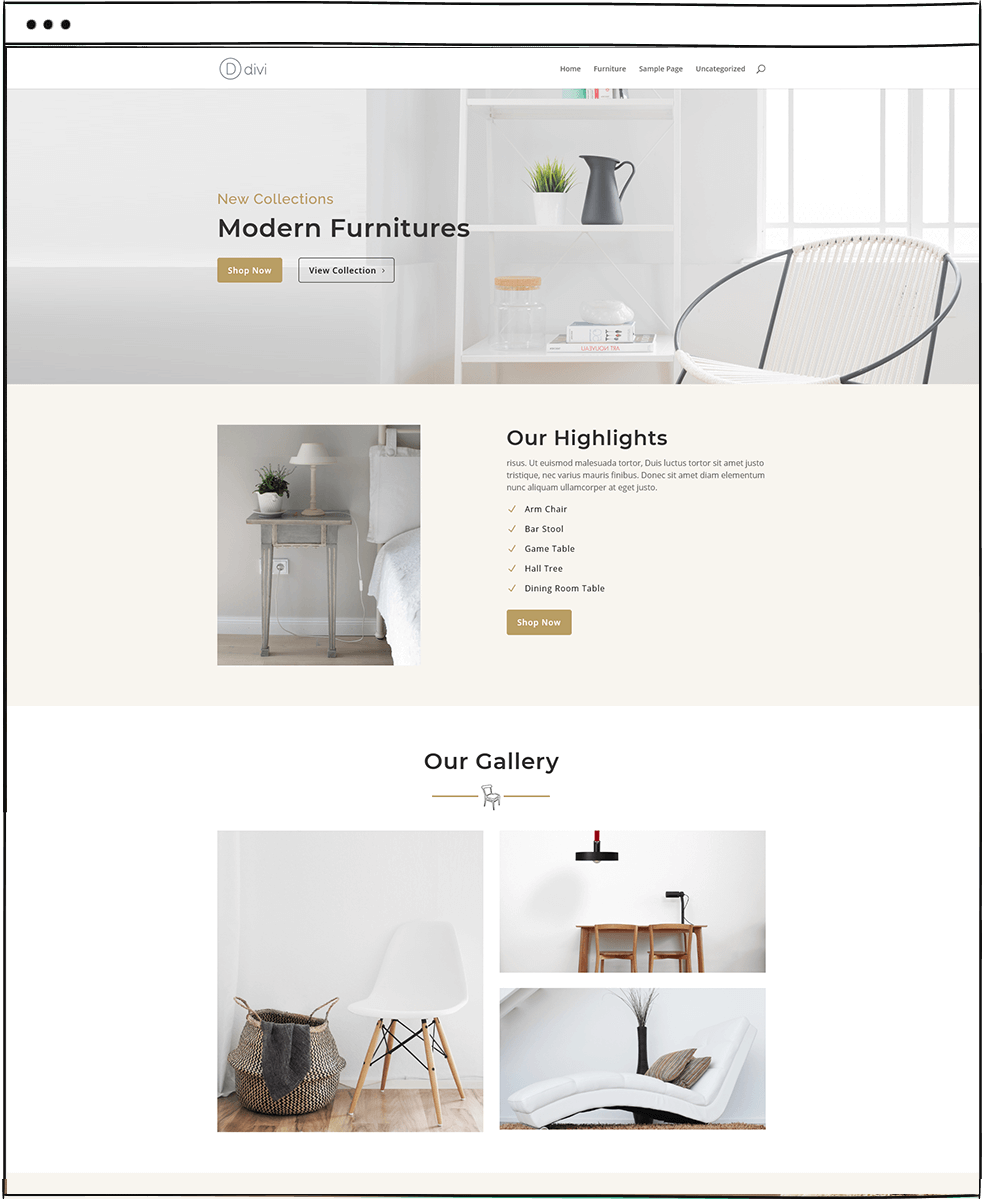 D divi
Home Furniture Sample Page Uncategorized
New Collections
Modern Furnitures
Shop Now View Collection ›
ART NOUVEAU
Our Highlights
risus. Ut euismod malesuada tortor, Duis luctus tortor sit amet justo
tristique, nec varius mauris finibus. Donec sit amet diam elementum
nunc aliquam ullamcorper at eget justo.
Arm Chair
Bar Stool
Game Table
Hall Tree
Dining Room Table
Shop Now
Our Gallery